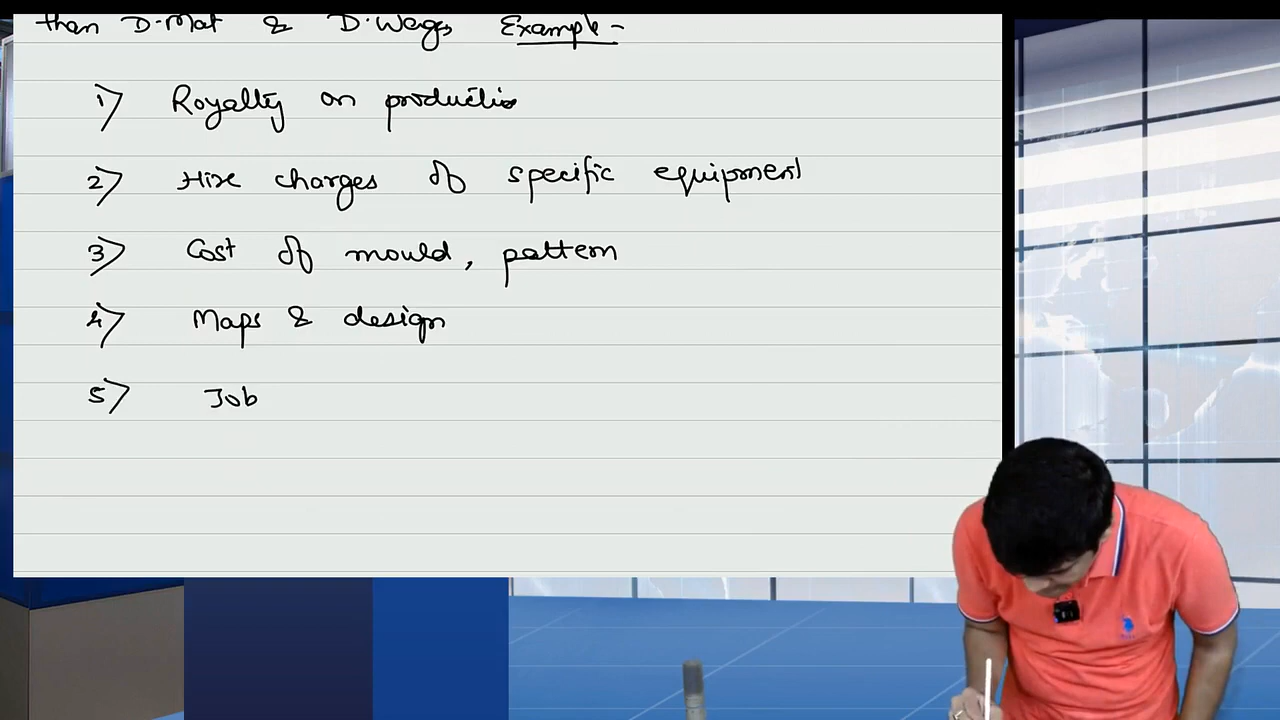 than D.Mat & D.Wages Example -
1) Royalty on production
2) Hire charges of specific equipment
3) Cost of mould, pattern
4) Maps & design
5) Job